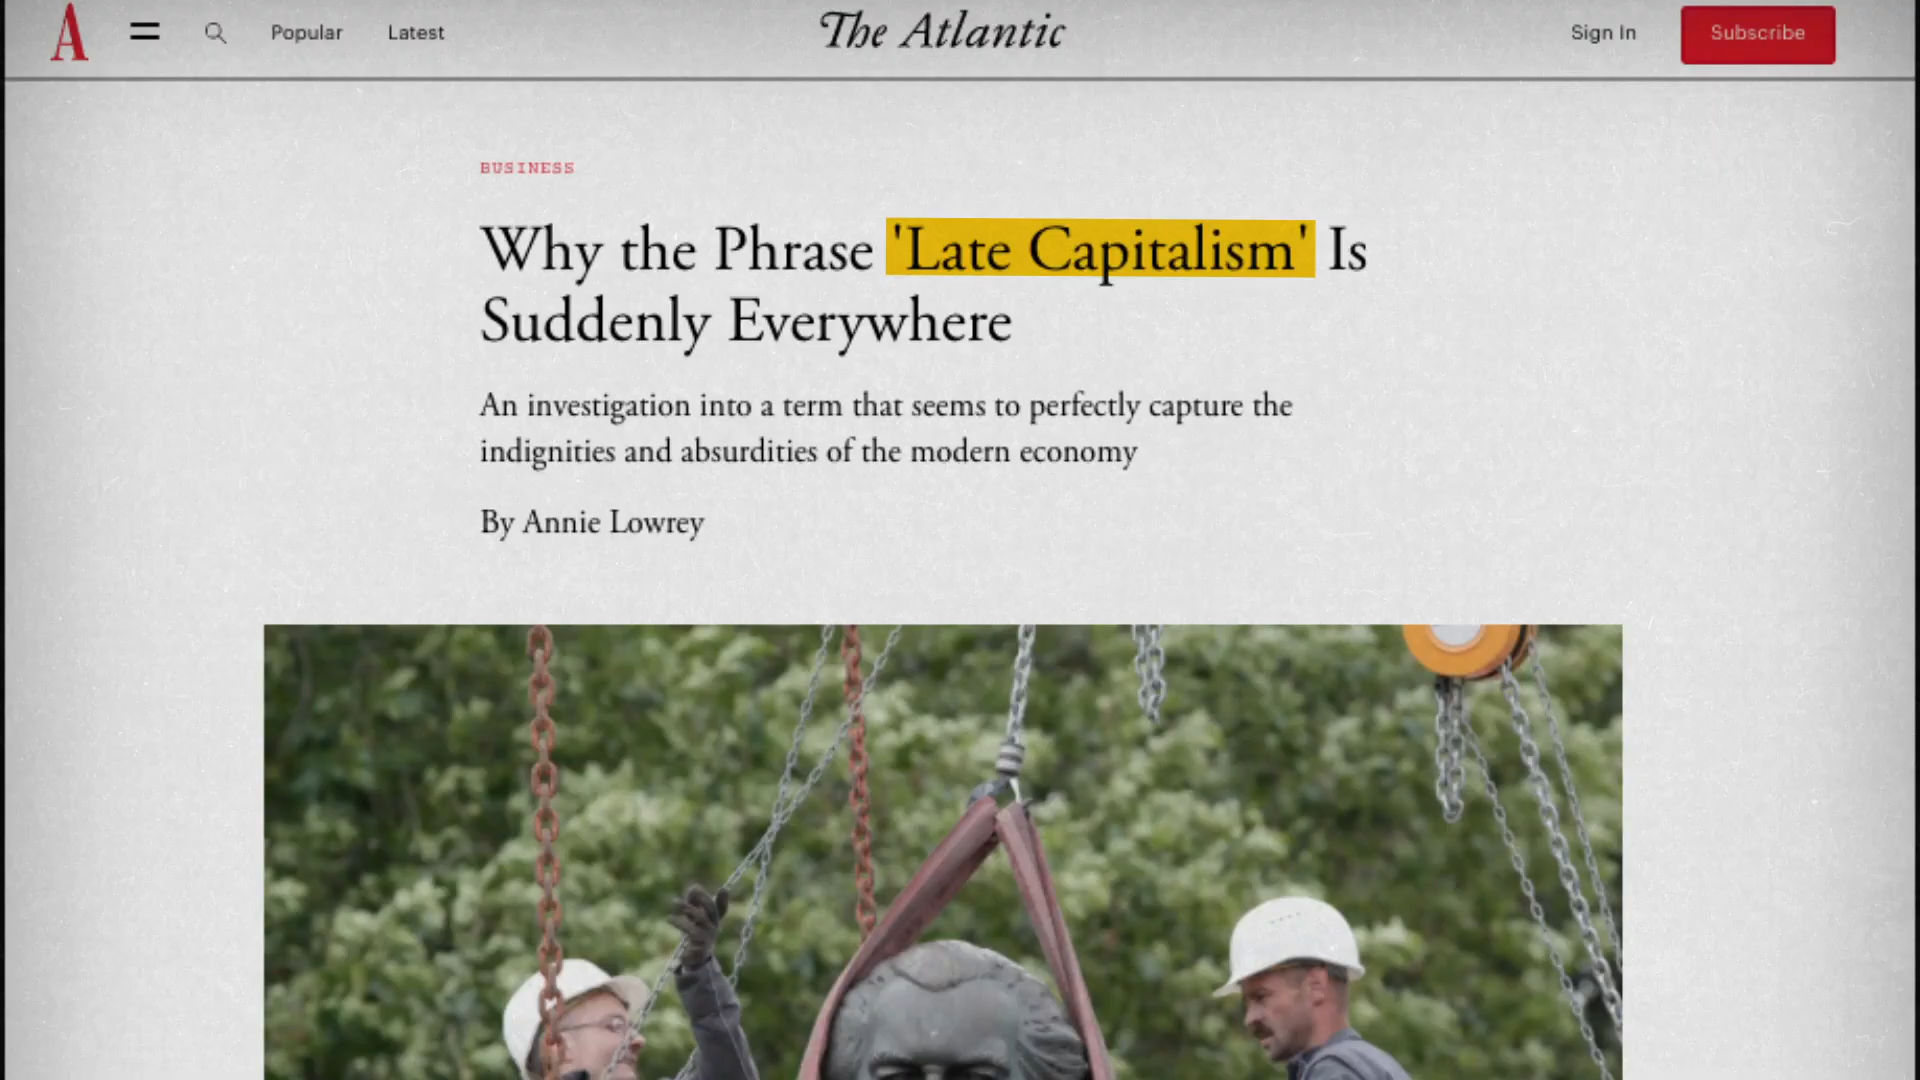 A Popular Latest The Atlantic Sign In Subscribe
BUSINESS
Why the Phrase 'Late Capitalism' Is
Suddenly Everywhere
An investigation into a term that seems to perfectly capture the
indignities and absurdities of the modern economy
By Annie Lowrey